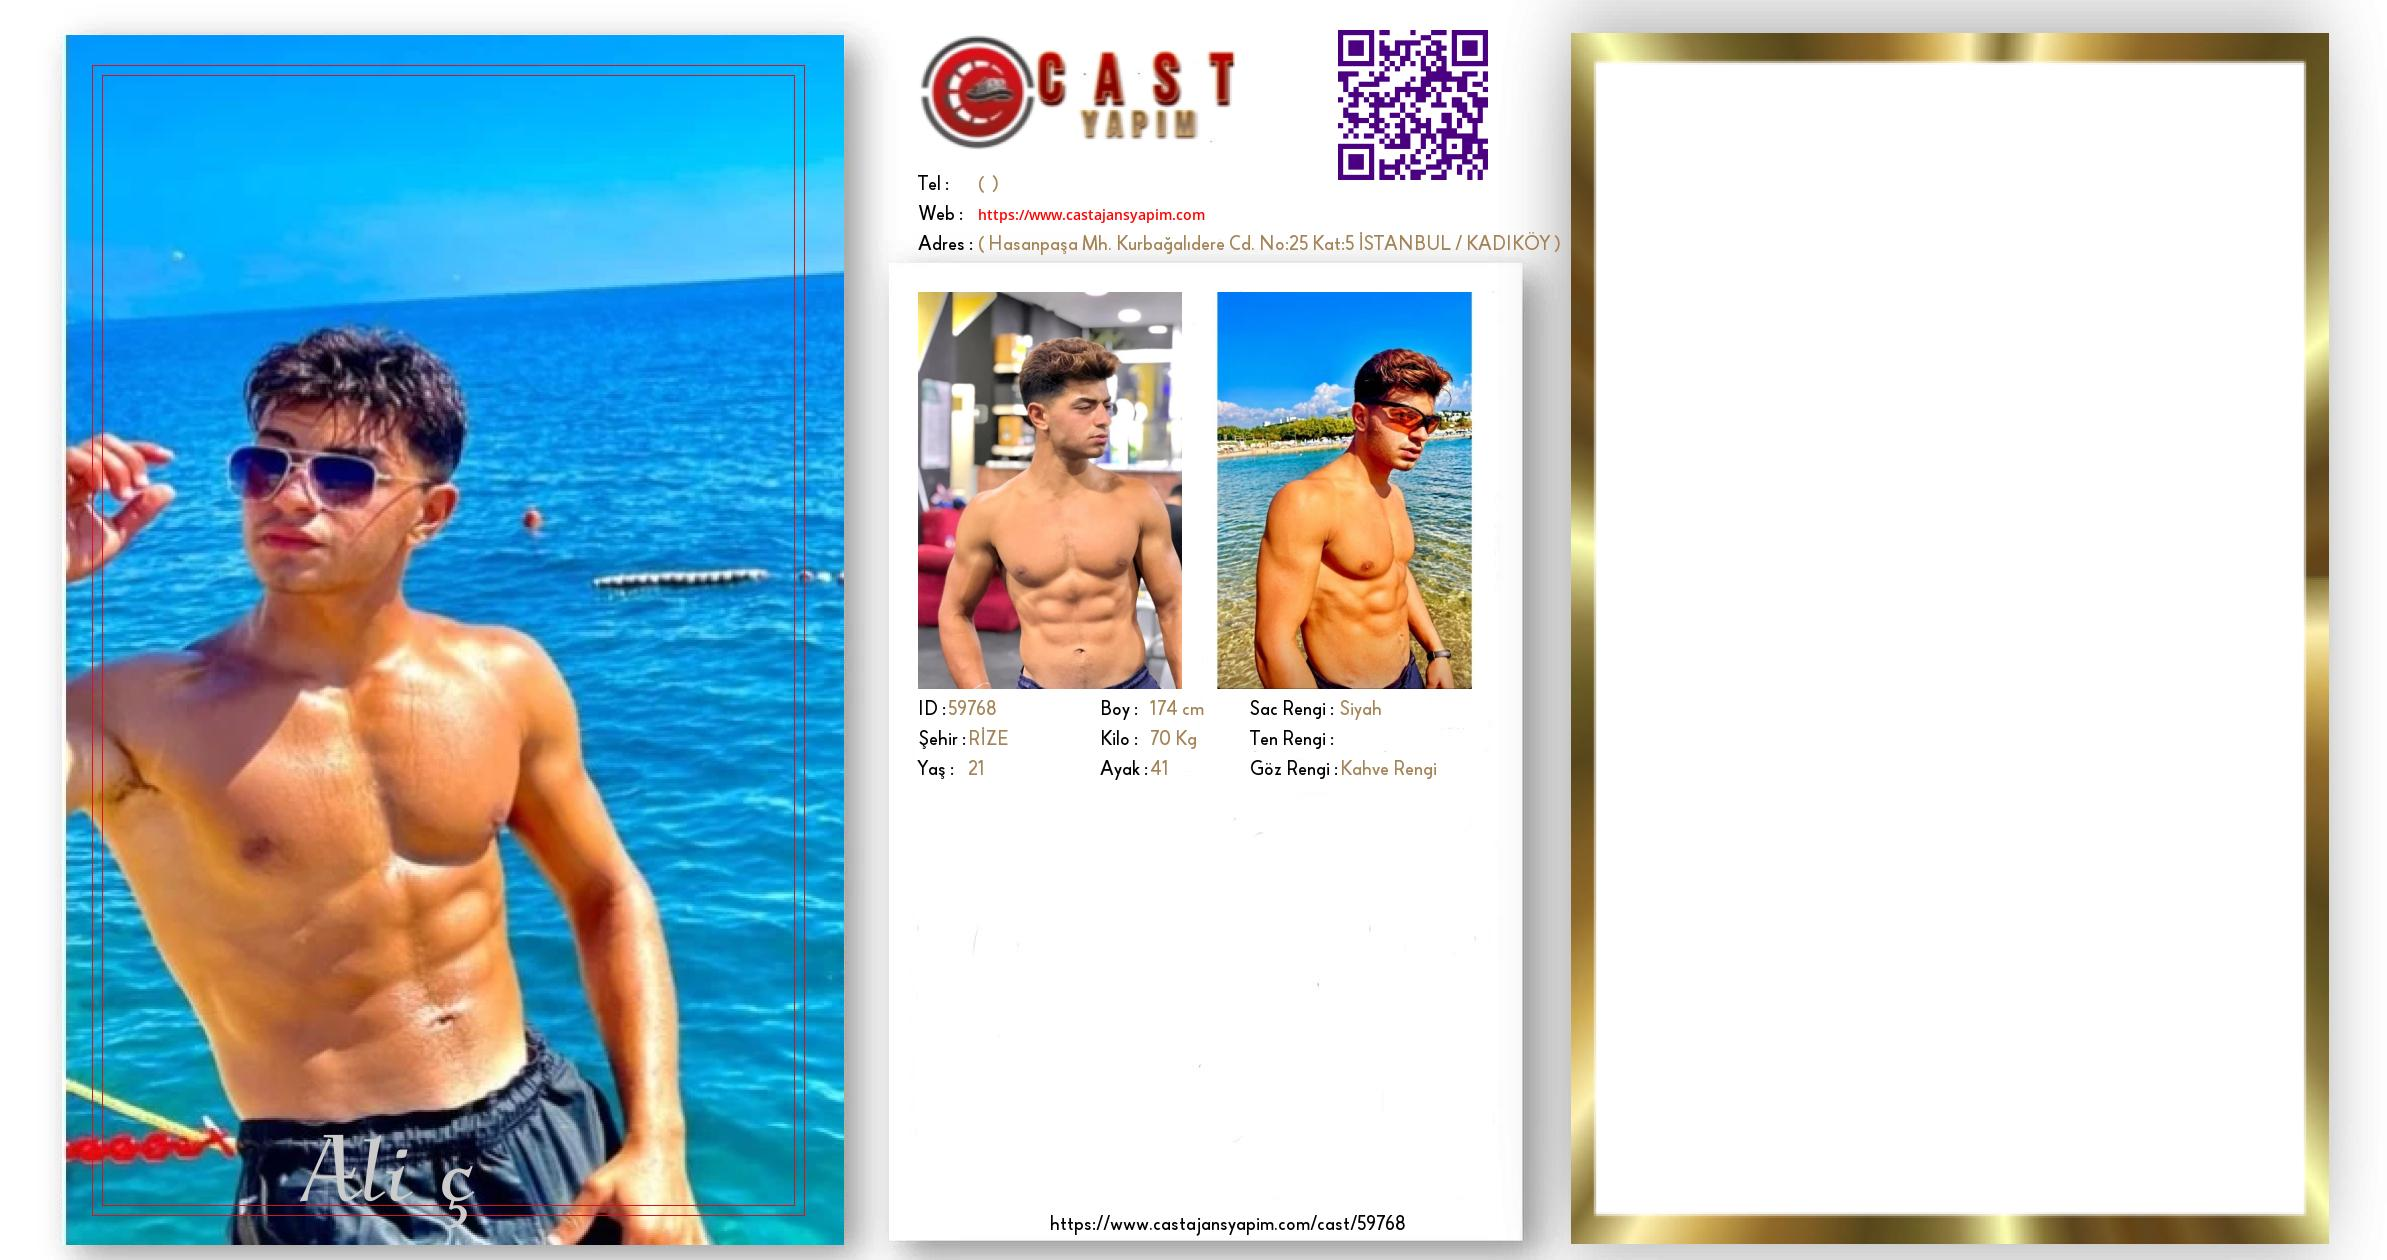 Ali ç
CAST
YAPIM
Tel : ( )
Web : https://www.castajansyapim.com
Adres : ( Hasanpaşa Mh. Kurbağalıdere Cd. No:25 Kat:5 İSTANBUL / KADIKÖY )
ID : 59768 Boy : 174 cm Sac Rengi : Siyah
Şehir : RİZE Kilo : 70 Kg Ten Rengi :
Yaş : 21 Ayak : 41 Göz Rengi : Kahve Rengi
https://www.castajansyapim.com/cast/59768